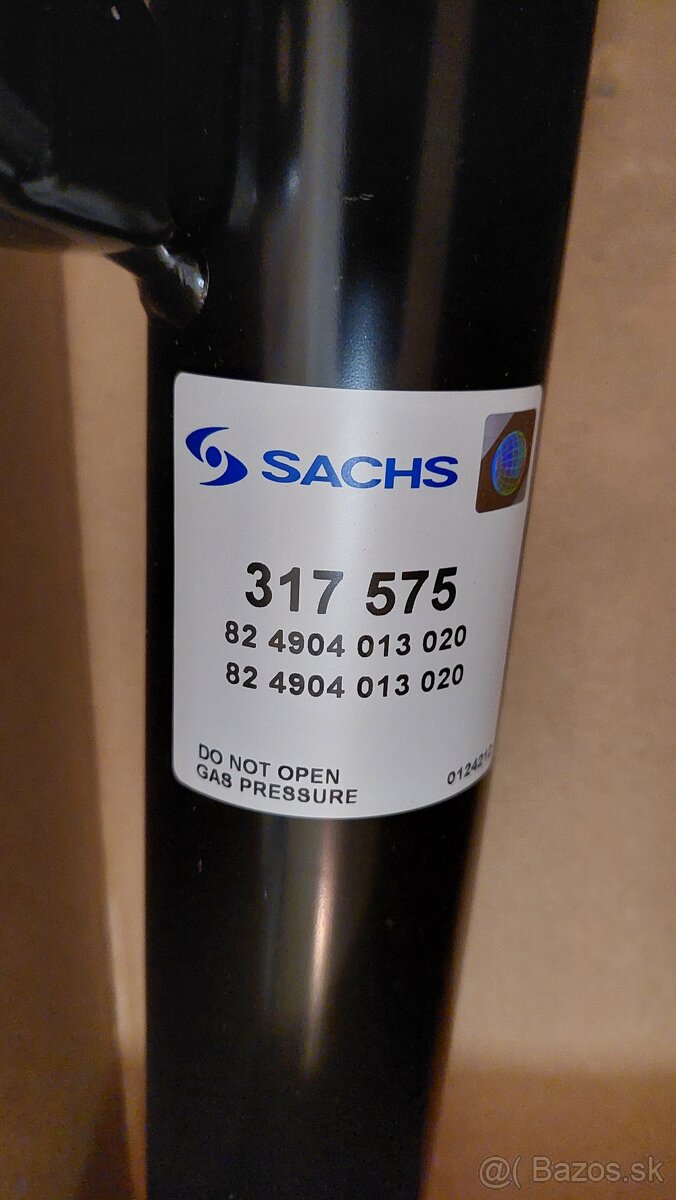 SACHS
317 575
82 4904 013 020
82 4904 013 020
DO NOT OPEN
GAS PRESSURE
@( Bazos.sk